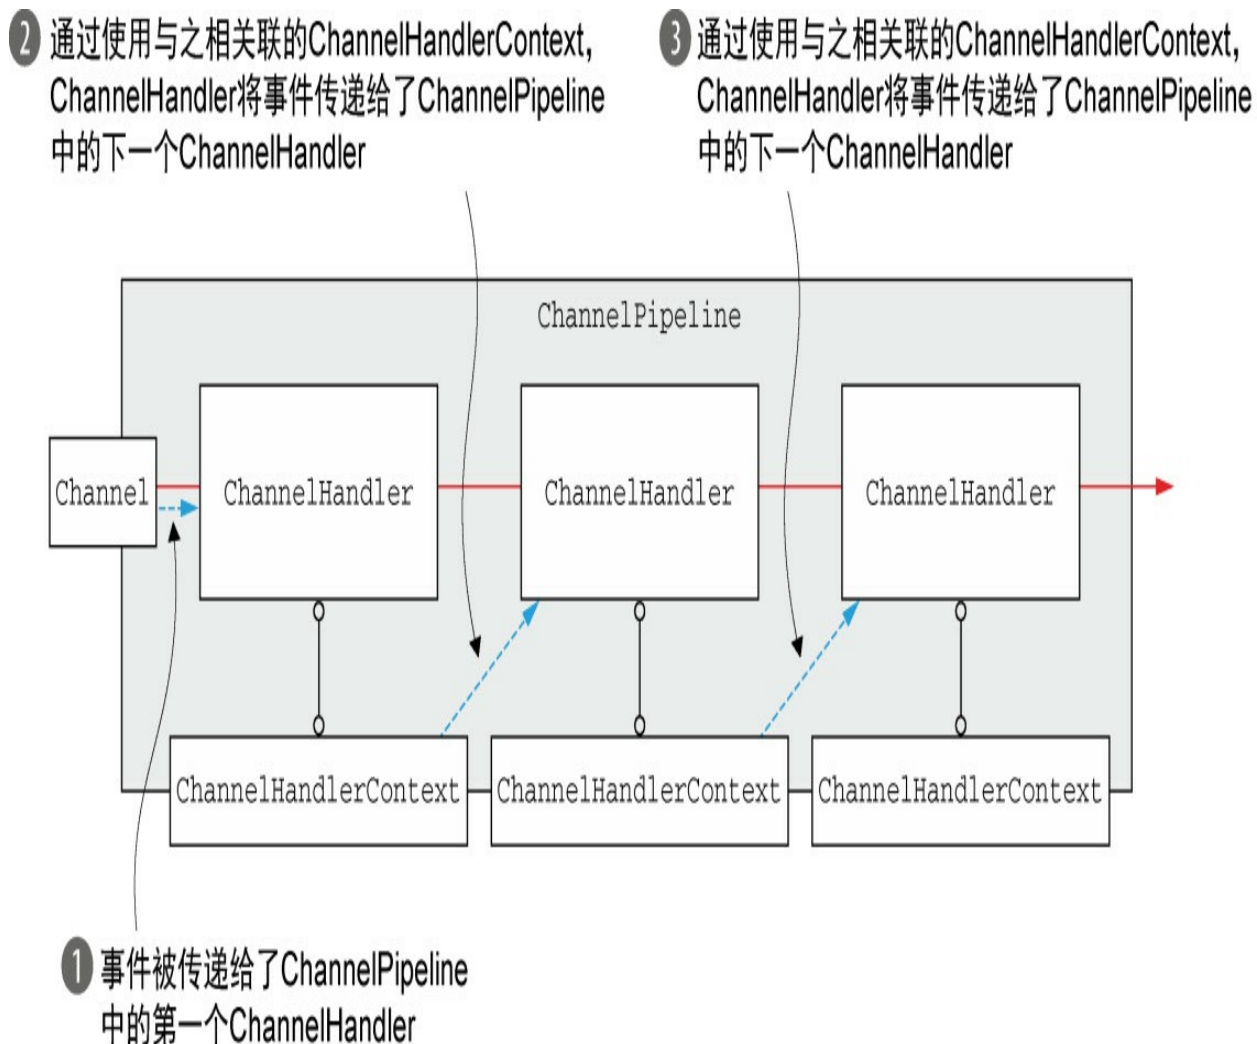 2 通过使用与之相关联的ChannelHandlerContext,
ChannelHandler将事件传递给了ChannelPipeline
中的下一个ChannelHandler
3 通过使用与之相关联的ChannelHandlerContext,
ChannelHandler将事件传递给了ChannelPipeline
中的下一个ChannelHandler
ChannelPipeline
Channel
ChannelHandler
ChannelHandler
ChannelHandler
ChannelHandlerContext
ChannelHandlerContext
ChannelHandlerContext
1 事件被传递给了ChannelPipeline
中的第一个ChannelHandler